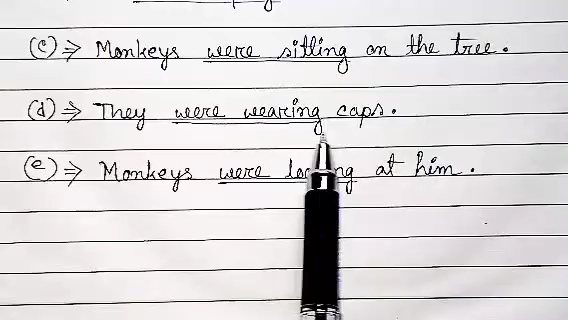 (c) ⇒ Monkeys were sitting on the tree.
(d) ⇒ They were wearing caps.
(e) ⇒ Monkeys were at him.